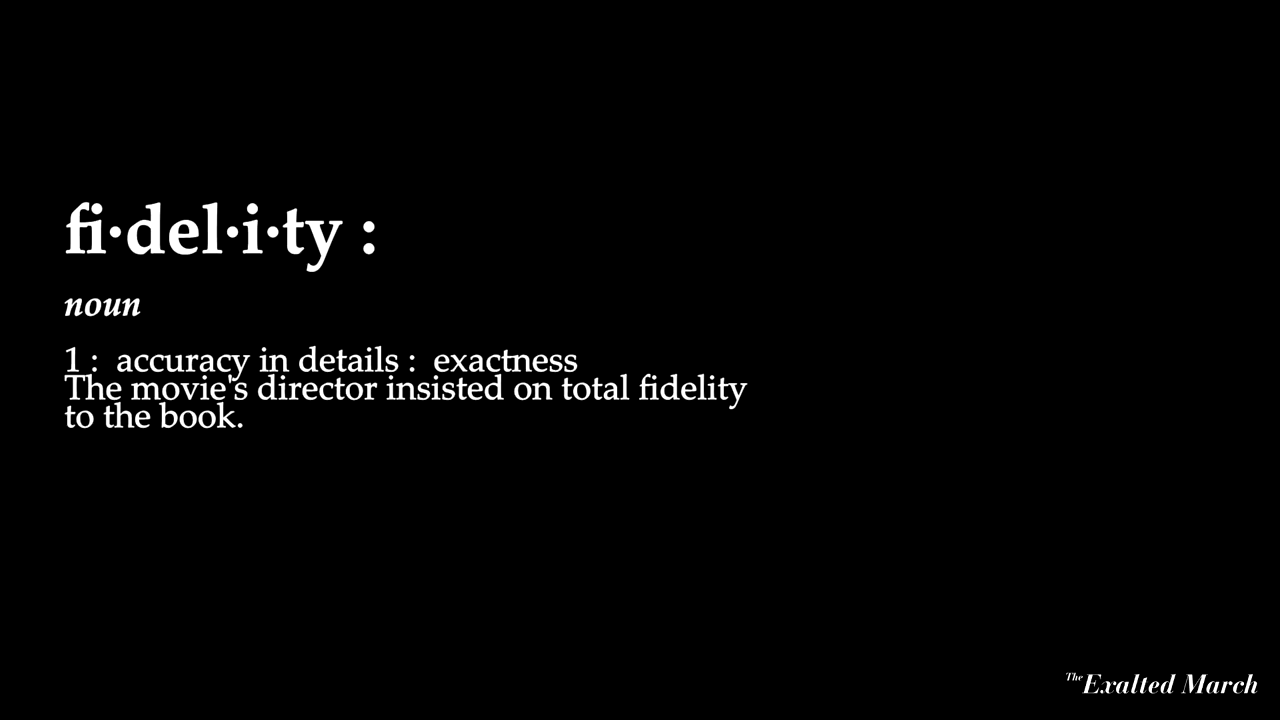 fi·del·i·ty :
noun
1 :  accuracy in details :  exactness
The movie's director insisted on total fidelity
to the book.
The Exalted March